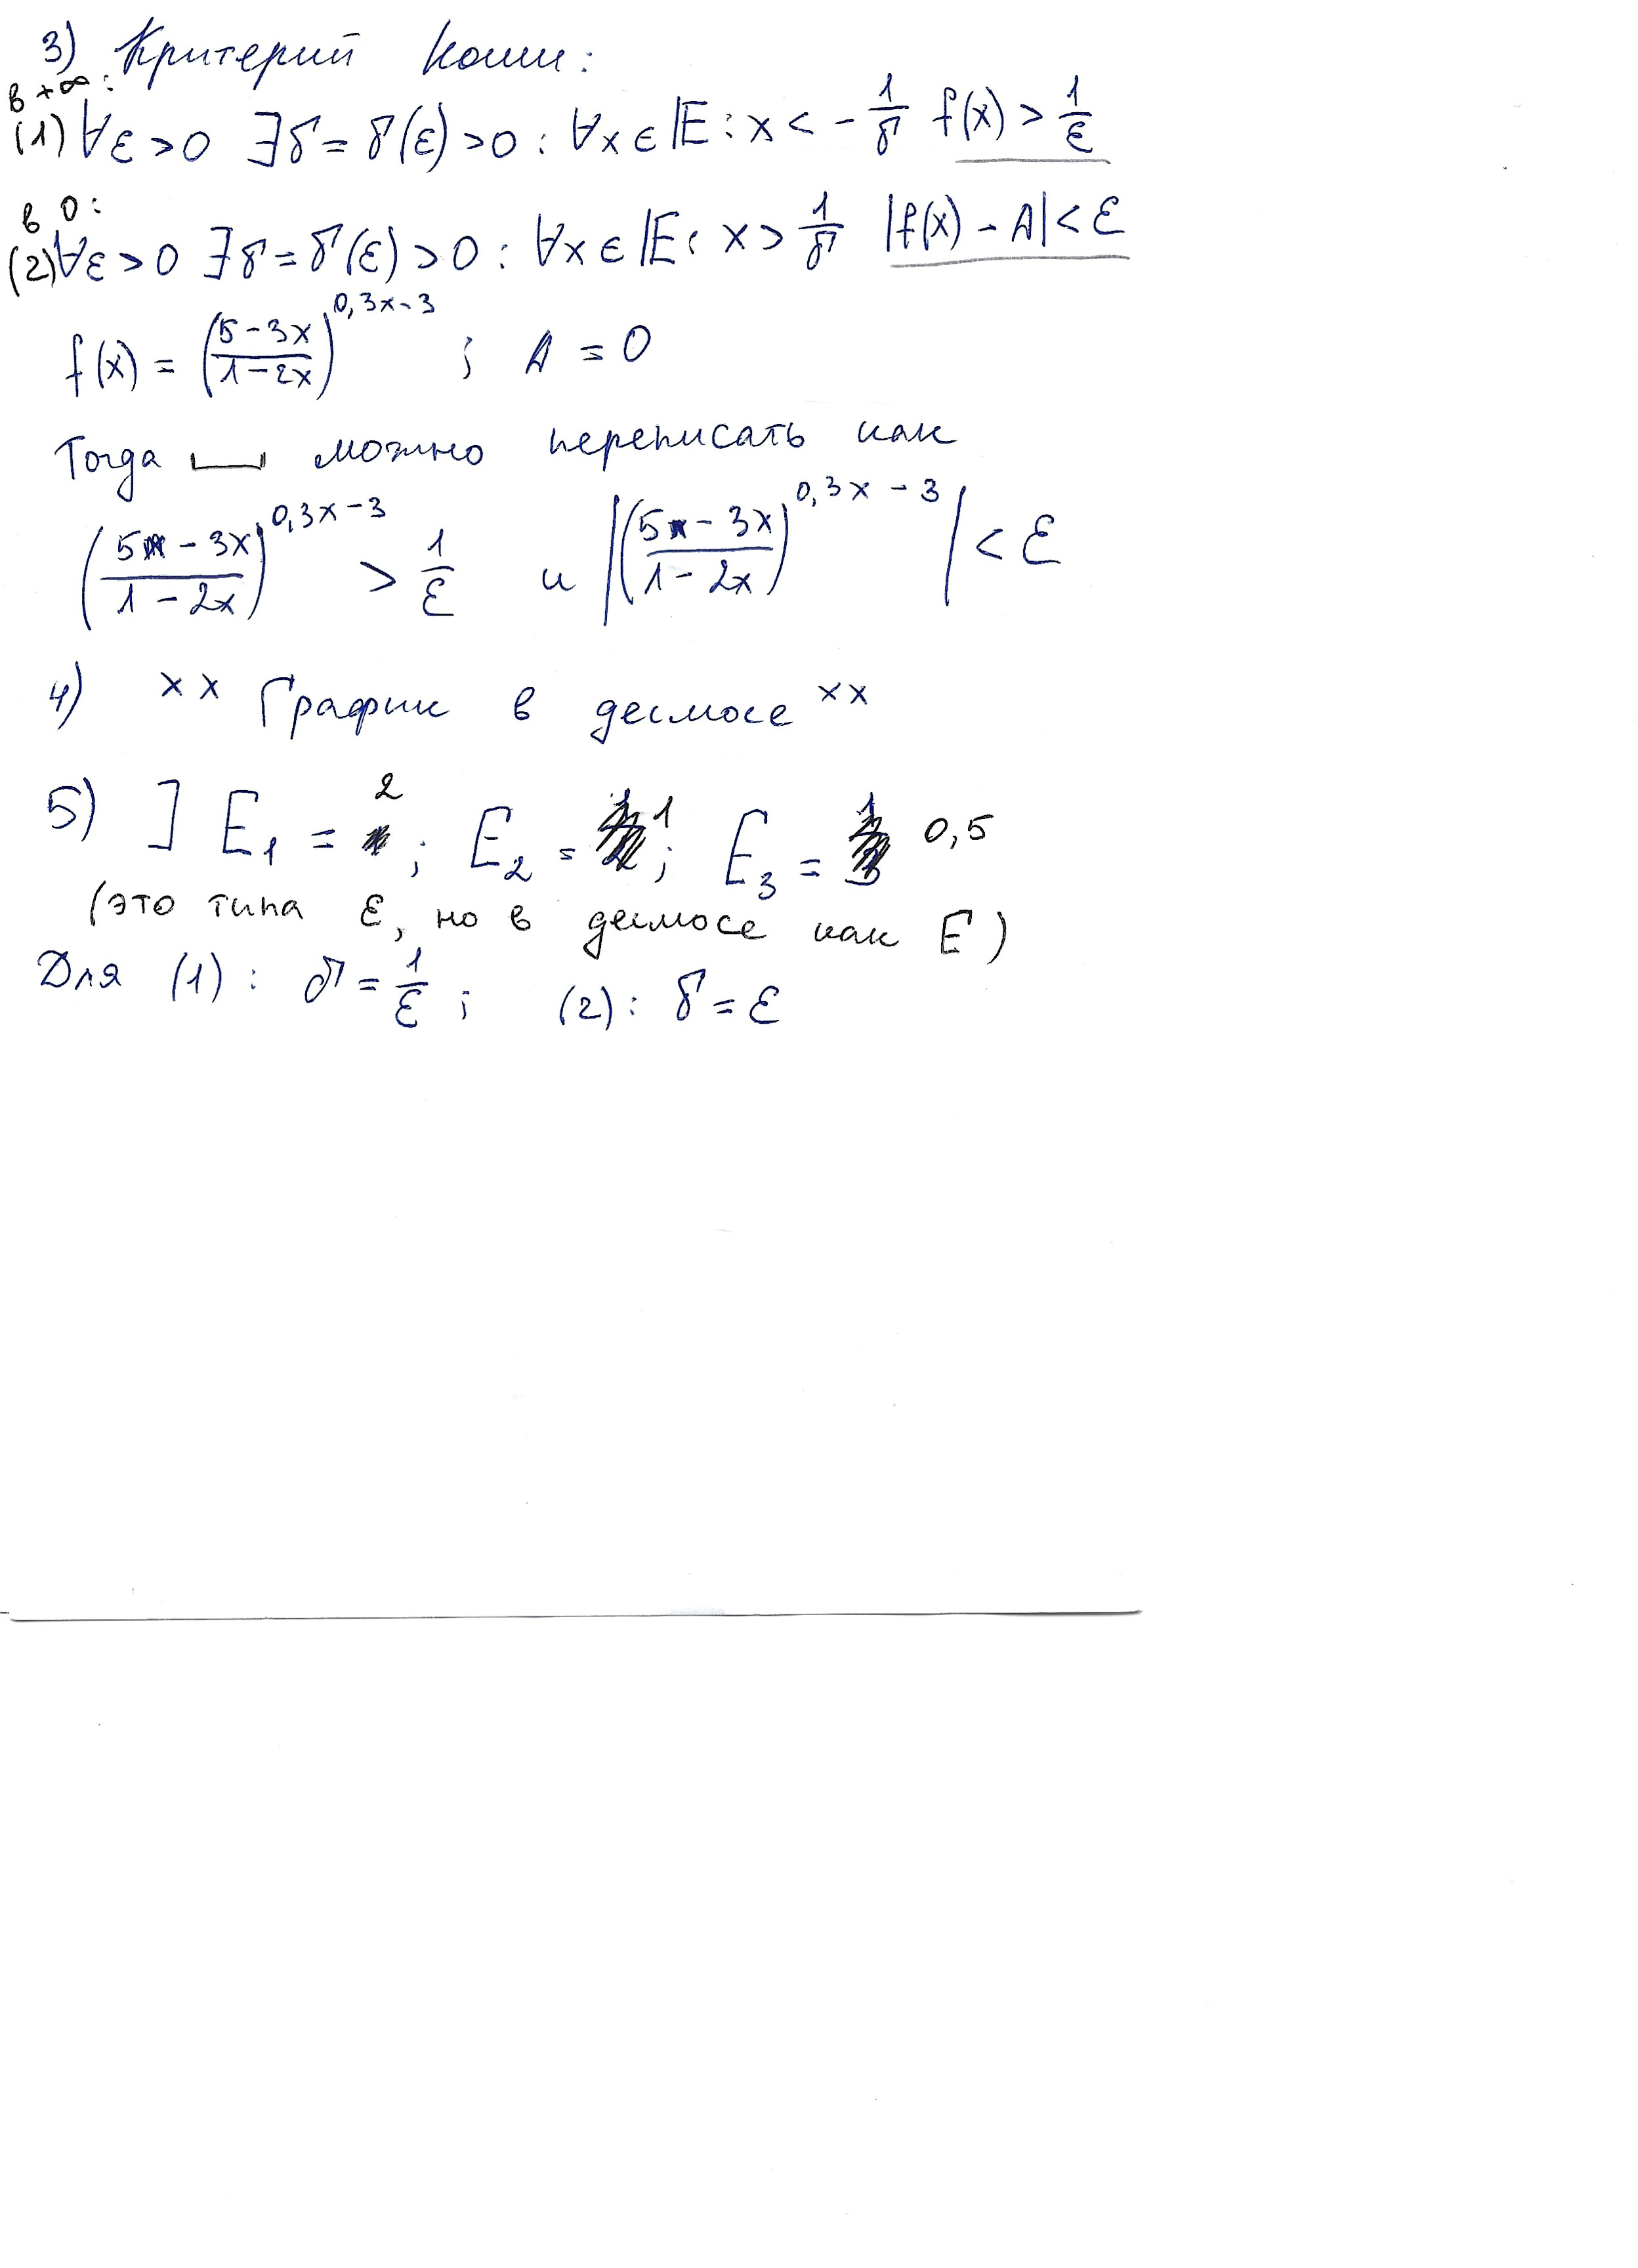 3) Критерий Коши:
в +∞:
(1) ∀ε > 0 ∃δ = δ(ε) > 0 : ∀x ∈ E : x < - 1/δ f(x) > 1/ε
в 0:
(2) ∀ε > 0 ∃δ = δ(ε) > 0 : ∀x ∈ E : x > 1/δ |f(x) - A| < ε
f(x) = ((5-3x)/(1-2x))^(0,3x-3) ; A = 0
Тогда ⎵ можно переписать как
((5 - 3x)/(1 - 2x))^(0,3x-3) > 1/ε и |((5 - 3x)/(1 - 2x))^(0,3x-3)| < ε
4) ×× График в десмосе ××
5) ] E₁ = 2 ; E₂ = 1 ; E₃ = 0,5
(это типа ε, но в десмосе как E)
Для (1): δ = 1/ε ; (2): δ = ε